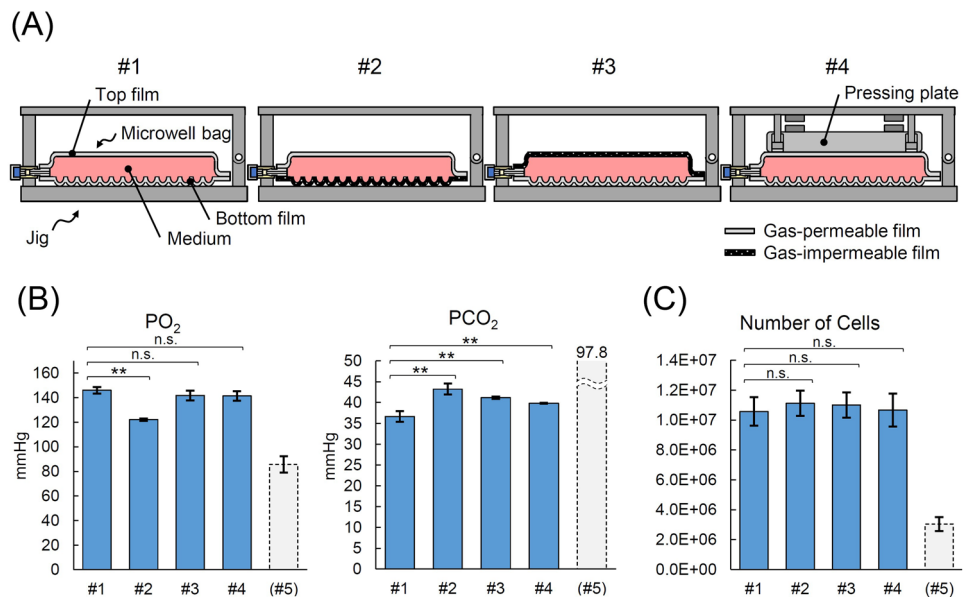 (A)
#1 #2 #3 #4
Top film
Microwell bag
Pressing plate
Bottom film
Jig
Medium
Gas-permeable film
Gas-impermeable film
(B)
PO2
n.s.
n.s.
**
mmHg
160
140
120
100
80
60
40
20
0
#1 #2 #3 #4 (#5)
PCO2
**
**
**
97.8
mmHg
50
45
40
35
30
25
20
15
10
5
0
#1 #2 #3 #4 (#5)
(C)
Number of Cells
n.s.
n.s.
n.s.
1.4E+07
1.2E+07
1.0E+07
8.0E+06
6.0E+06
4.0E+06
2.0E+06
0.0E+00
#1 #2 #3 #4 (#5)